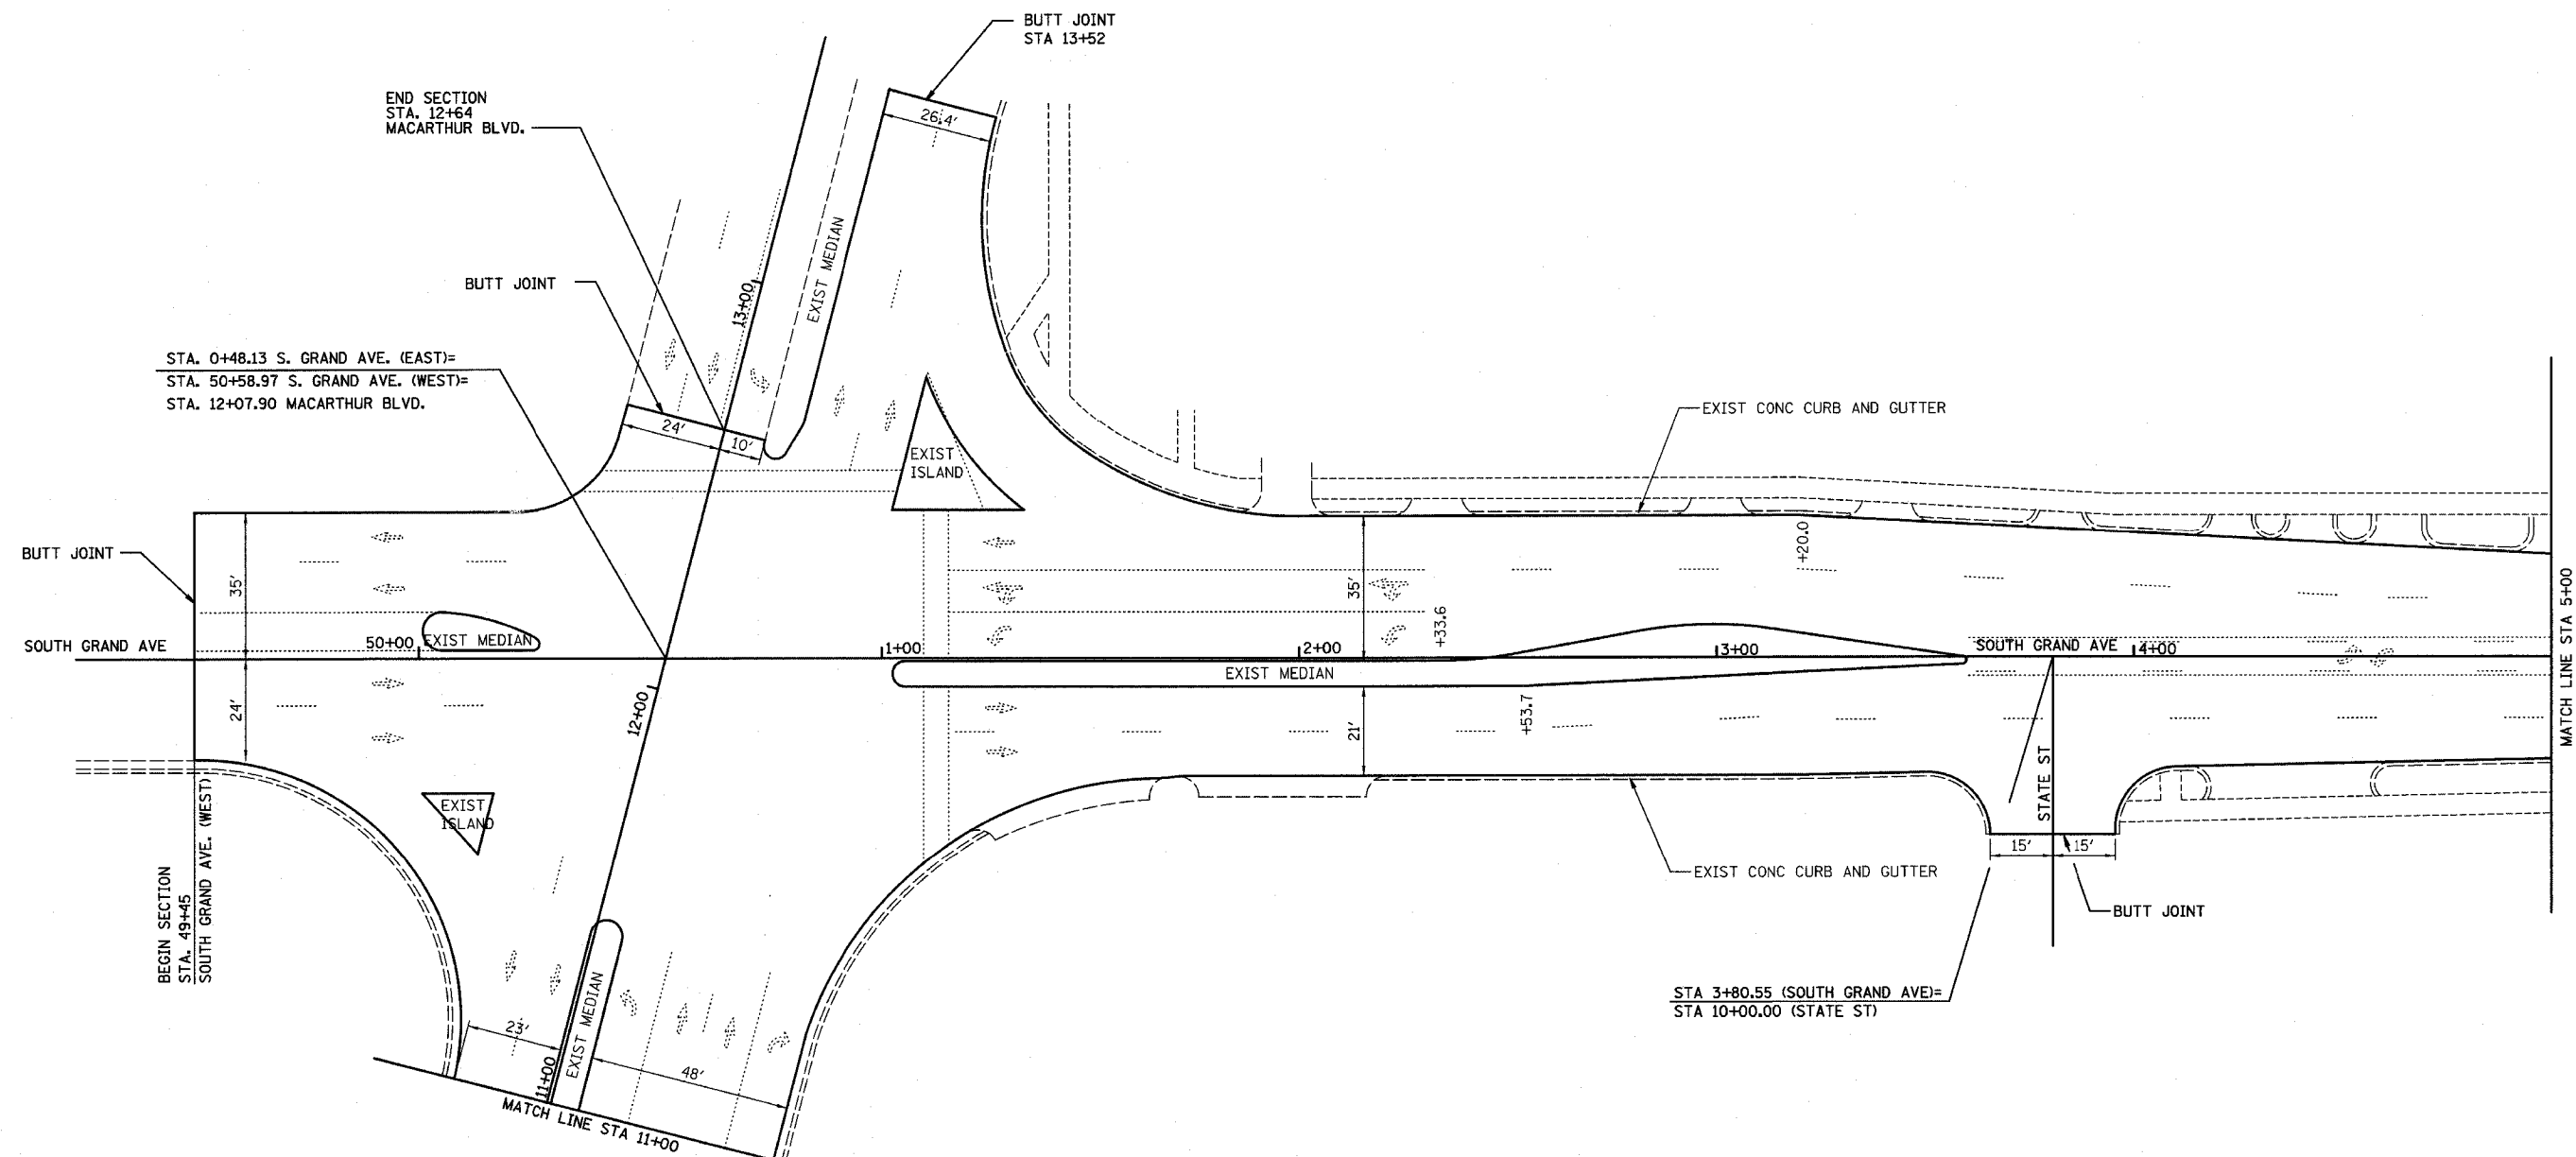 BUTT JOINT
STA 13+52
END SECTION
STA. 12+64
MACARTHUR BLVD.
26.4'
EXIST MEDIAN
BUTT JOINT
13+00
STA. 0+48.13 S. GRAND AVE. (EAST)=
STA. 50+58.97 S. GRAND AVE. (WEST)=
STA. 12+07.90 MACARTHUR BLVD.
24'
10'
EXIST
ISLAND
EXIST CONC CURB AND GUTTER
BUTT JOINT
35'
35'
+20.0
+33.6
MATCH LINE STA 5+00
SOUTH GRAND AVE
50+00
EXIST MEDIAN
1+00
2+00
3+00
SOUTH GRAND AVE
4+00
EXIST MEDIAN
24'
12+00
21'
+53.7
STATE ST
EXIST
ISLAND
15'
15'
EXIST CONC CURB AND GUTTER
BUTT JOINT
BEGIN SECTION
STA. 49+45
SOUTH GRAND AVE. (WEST)
STA 3+80.55 (SOUTH GRAND AVE)=
STA 10+00.00 (STATE ST)
23'
EXIST MEDIAN
48'
11+00
MATCH LINE STA 11+00